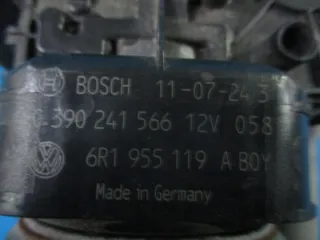 BOSCH 11-07-24 3
C.390 241 566 12V 058
6R1 955 119 A BOY
Made in Germany